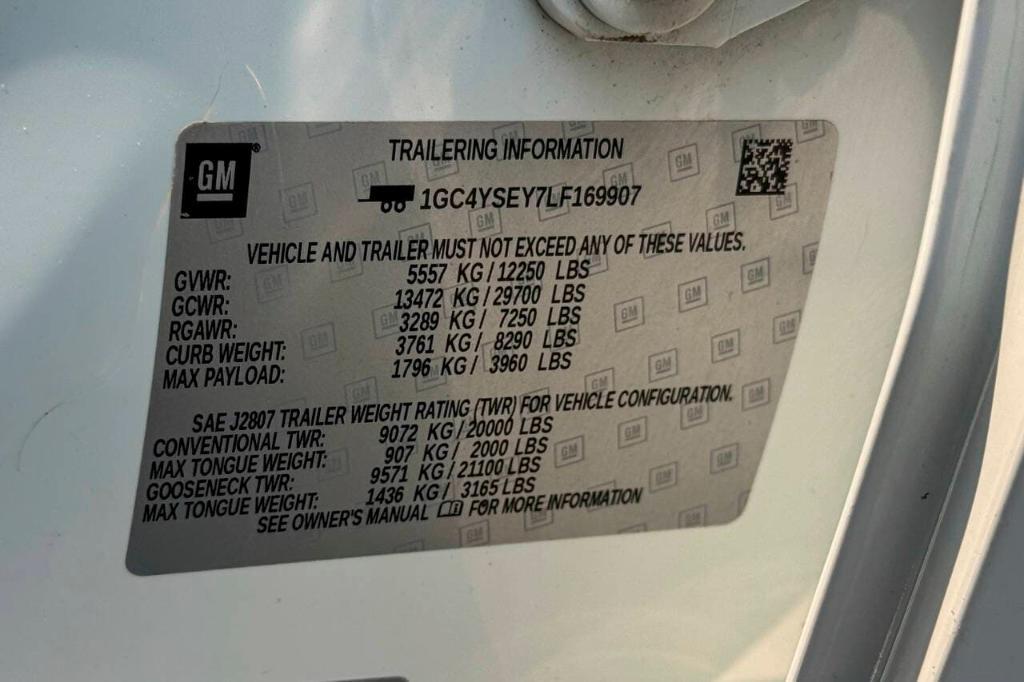 GM®
TRAILERING INFORMATION
1GC4YSEY7LF169907
VEHICLE AND TRAILER MUST NOT EXCEED ANY OF THESE VALUES.
GVWR: 5557 KG / 12250 LBS
GCWR: 13472 KG / 29700 LBS
RGAWR: 3289 KG / 7250 LBS
CURB WEIGHT: 3761 KG / 8290 LBS
MAX PAYLOAD: 1796 KG / 3960 LBS
SAE J2807 TRAILER WEIGHT RATING (TWR) FOR VEHICLE CONFIGURATION.
CONVENTIONAL TWR: 9072 KG / 20000 LBS
MAX TONGUE WEIGHT: 907 KG / 2000 LBS
GOOSENECK TWR: 9571 KG / 21100 LBS
MAX TONGUE WEIGHT: 1436 KG / 3165 LBS
SEE OWNER'S MANUAL FOR MORE INFORMATION